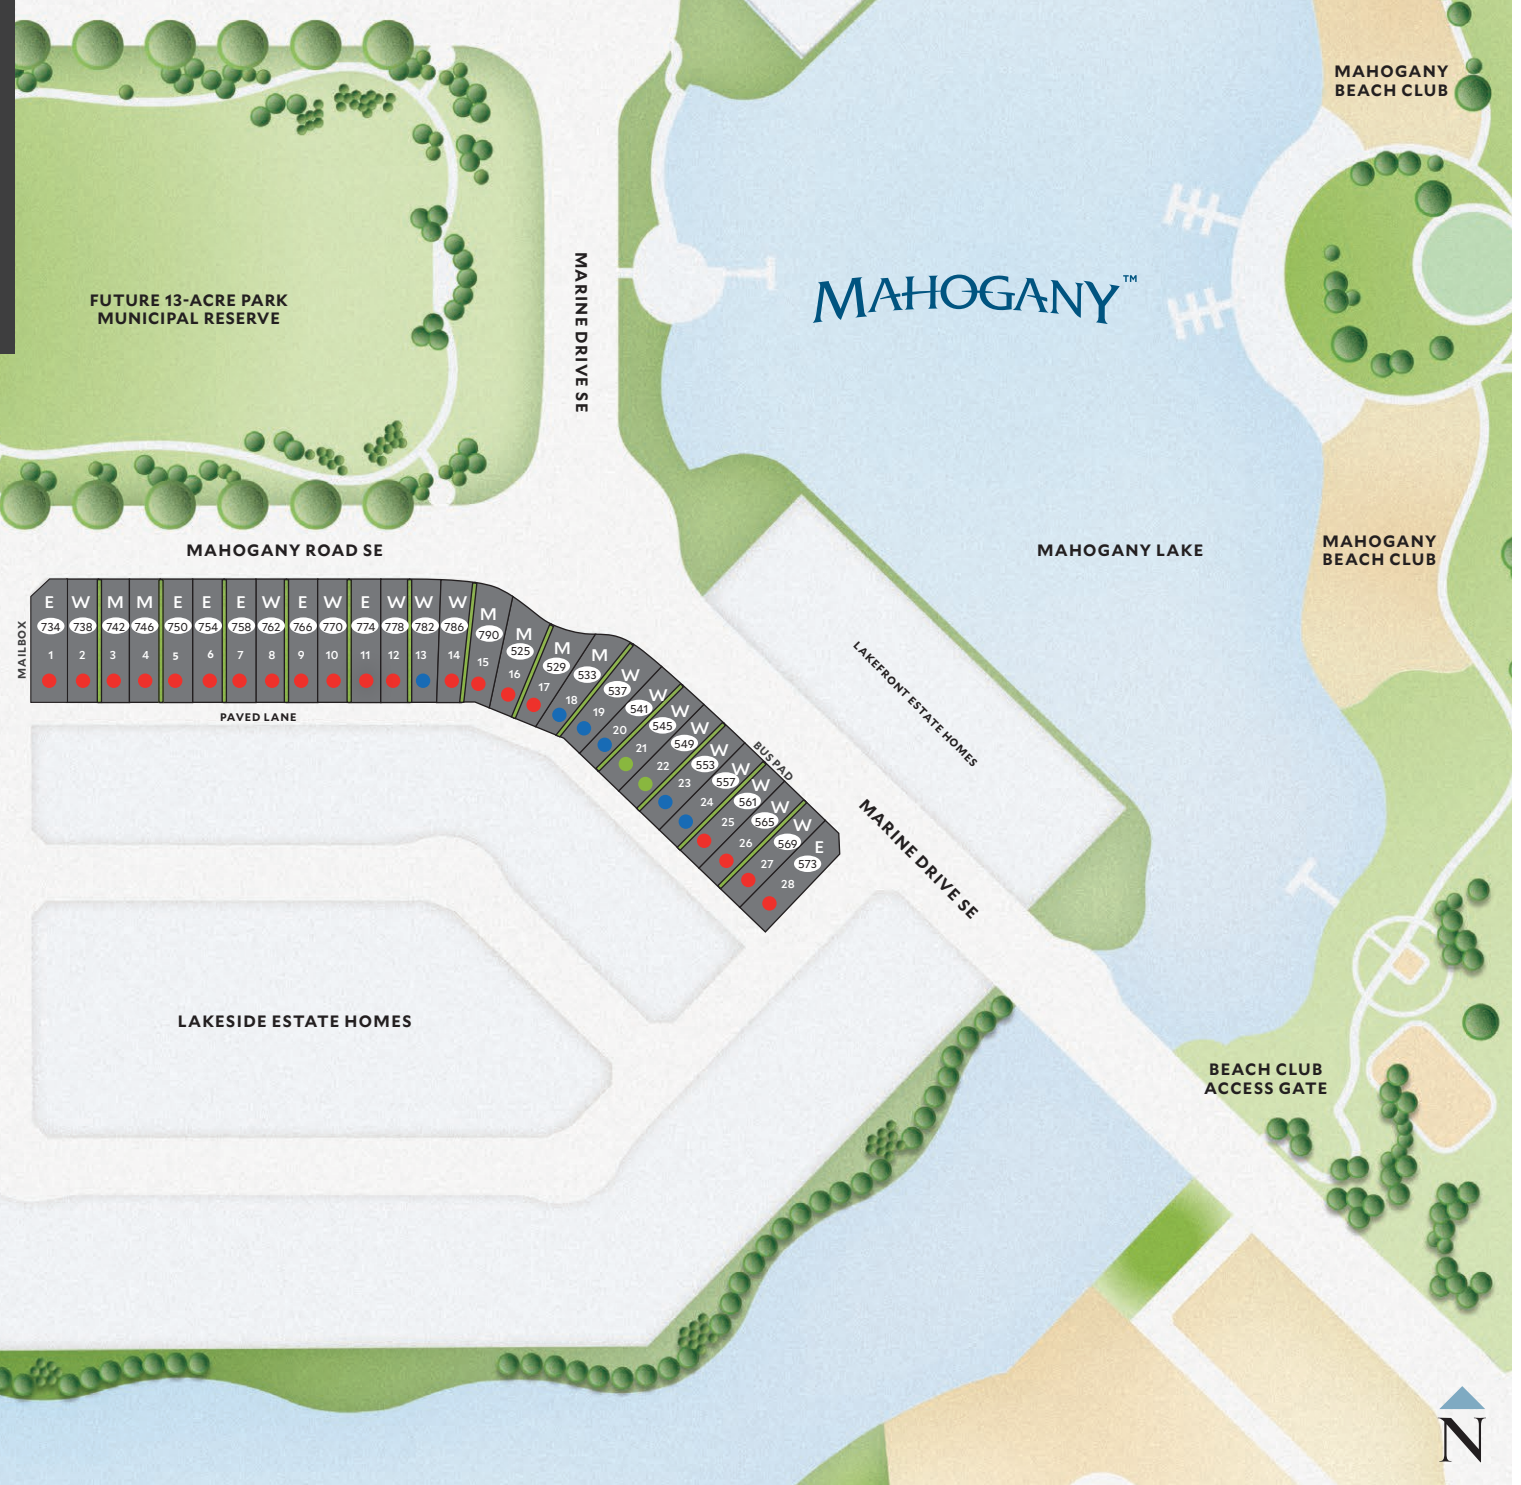 MAHOGANY
BEACH CLUB
MAHOGANY™
FUTURE 13-ACRE PARK
MUNICIPAL RESERVE
MARINE DRIVE SE
MAHOGANY ROAD SE
MAHOGANY LAKE
MAHOGANY
BEACH CLUB
MAILBOX
E W M M E E E W E W E W W W M M M M W W W W W W W W W E
734 738 742 746 750 754 758 762 766 770 774 778 782 786 790 525 529 533 537 541 545 549 553 557 561 565 569 573
1 2 3 4 5 6 7 8 9 10 11 12 13 14 15 16 17 18 19 20 21 22 23 24 25 26 27 28
PAVED LANE
BUS PAD
LAKEFRONT ESTATE HOMES
MARINE DRIVE SE
LAKESIDE ESTATE HOMES
BEACH CLUB
ACCESS GATE
N